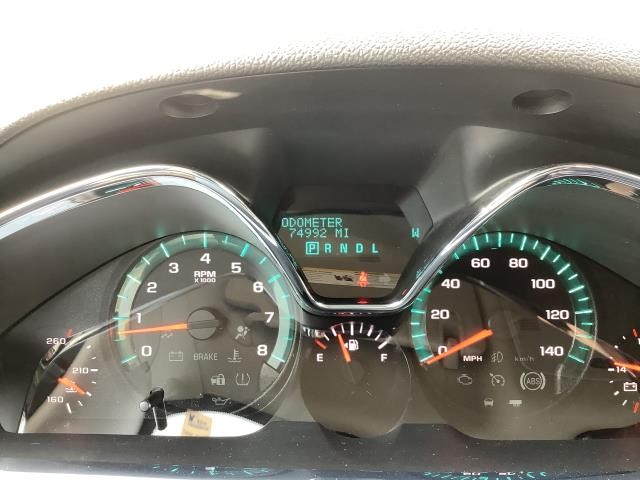 ODOMETER
74992 MI
W
P R N D L
0 1 2 3 4 5 6 7 8
RPM
X1000
BRAKE
260
210
160
E F
0 20 40 60 80 100 120 140
MPH km/h
ABS
14